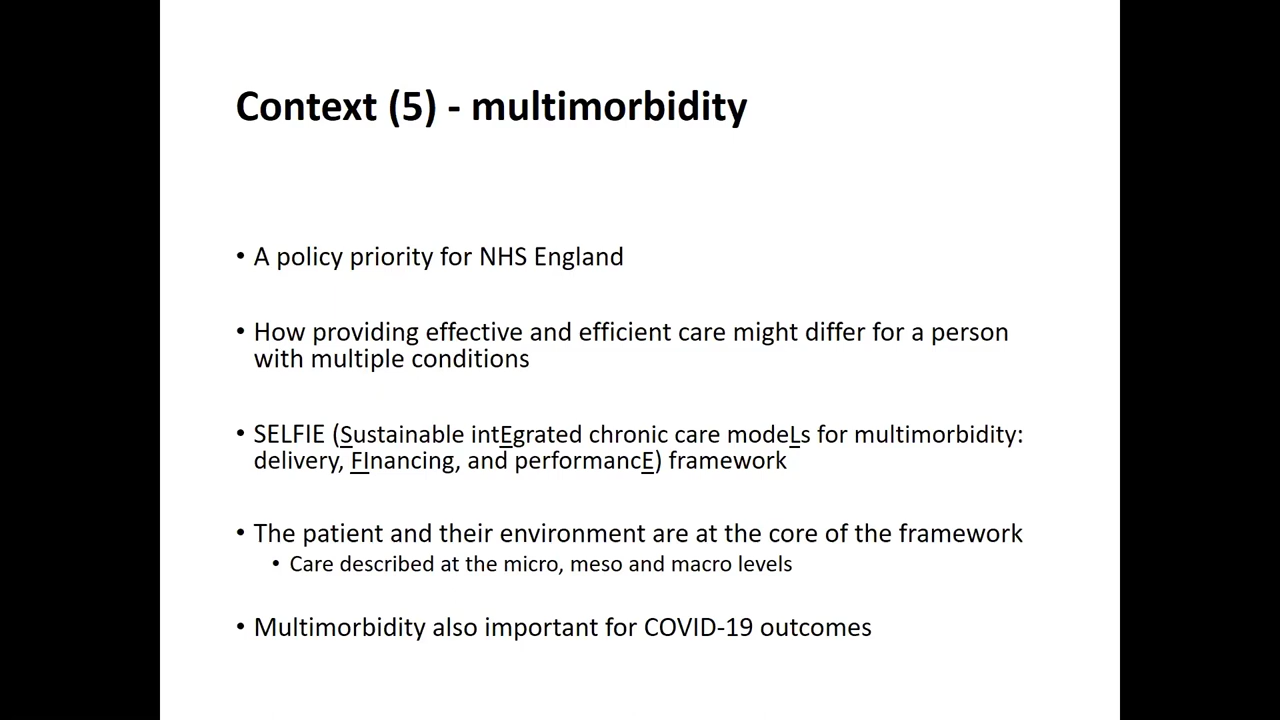 Context (5) - multimorbidity
• A policy priority for NHS England
• How providing effective and efficient care might differ for a person
with multiple conditions
• SELFIE (Sustainable intEgrated chronic care modeLs for multimorbidity:
delivery, FInancing, and performancE) framework
• The patient and their environment are at the core of the framework
• Care described at the micro, meso and macro levels
• Multimorbidity also important for COVID-19 outcomes